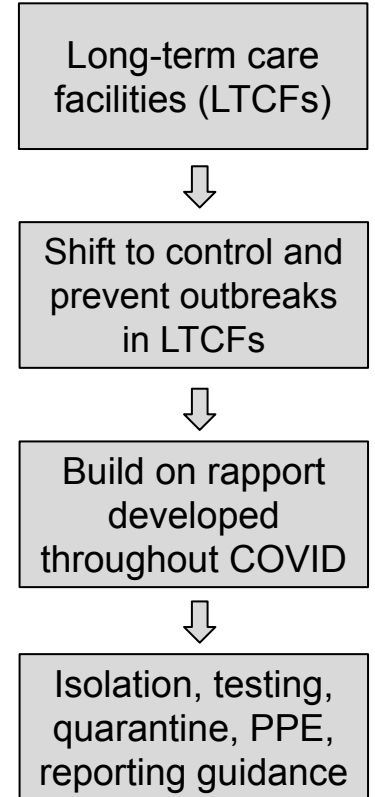 Long-term care
facilities (LTCFs)
Shift to control and
prevent outbreaks
in LTCFs
Build on rapport
developed
throughout COVID
Isolation, testing,
quarantine, PPE,
reporting guidance